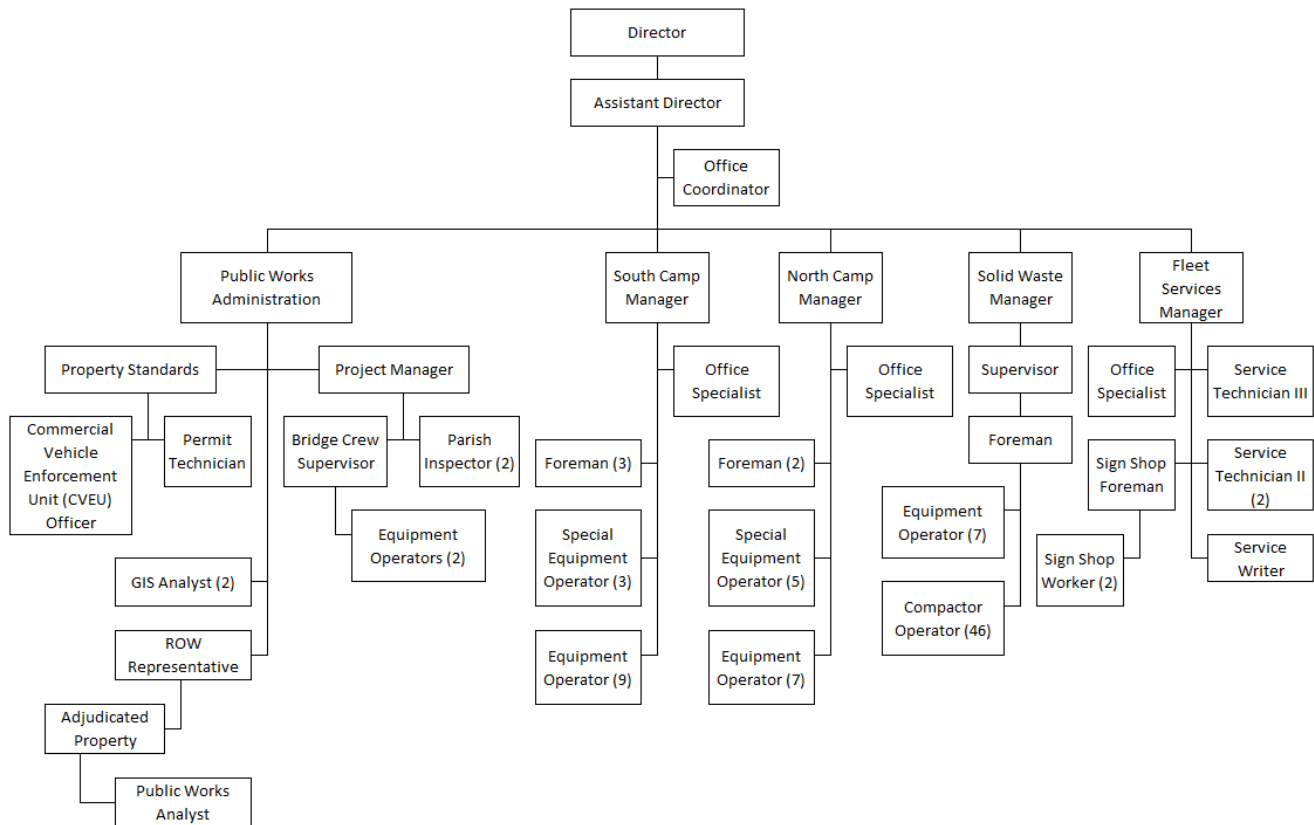 Director
Assistant Director
Office
Coordinator
Public Works
Administration
South Camp
Manager
North Camp
Manager
Solid Waste
Manager
Fleet
Services
Manager
Property Standards
Project Manager
Office
Specialist
Office
Specialist
Supervisor
Office
Specialist
Service
Technician III
Commercial
Vehicle
Enforcement
Unit (CVEU)
Officer
Permit
Technician
Bridge Crew
Supervisor
Parish
Inspector (2)
Foreman (3)
Foreman (2)
Foreman
Sign Shop
Foreman
Service
Technician II
(2)
Equipment
Operators (2)
Special
Equipment
Operator (3)
Special
Equipment
Operator (5)
Equipment
Operator (7)
Sign Shop
Worker (2)
Service
Writer
GIS Analyst (2)
Compactor
Operator (46)
ROW
Representative
Equipment
Operator (9)
Equipment
Operator (7)
Adjudicated
Property
Public Works
Analyst